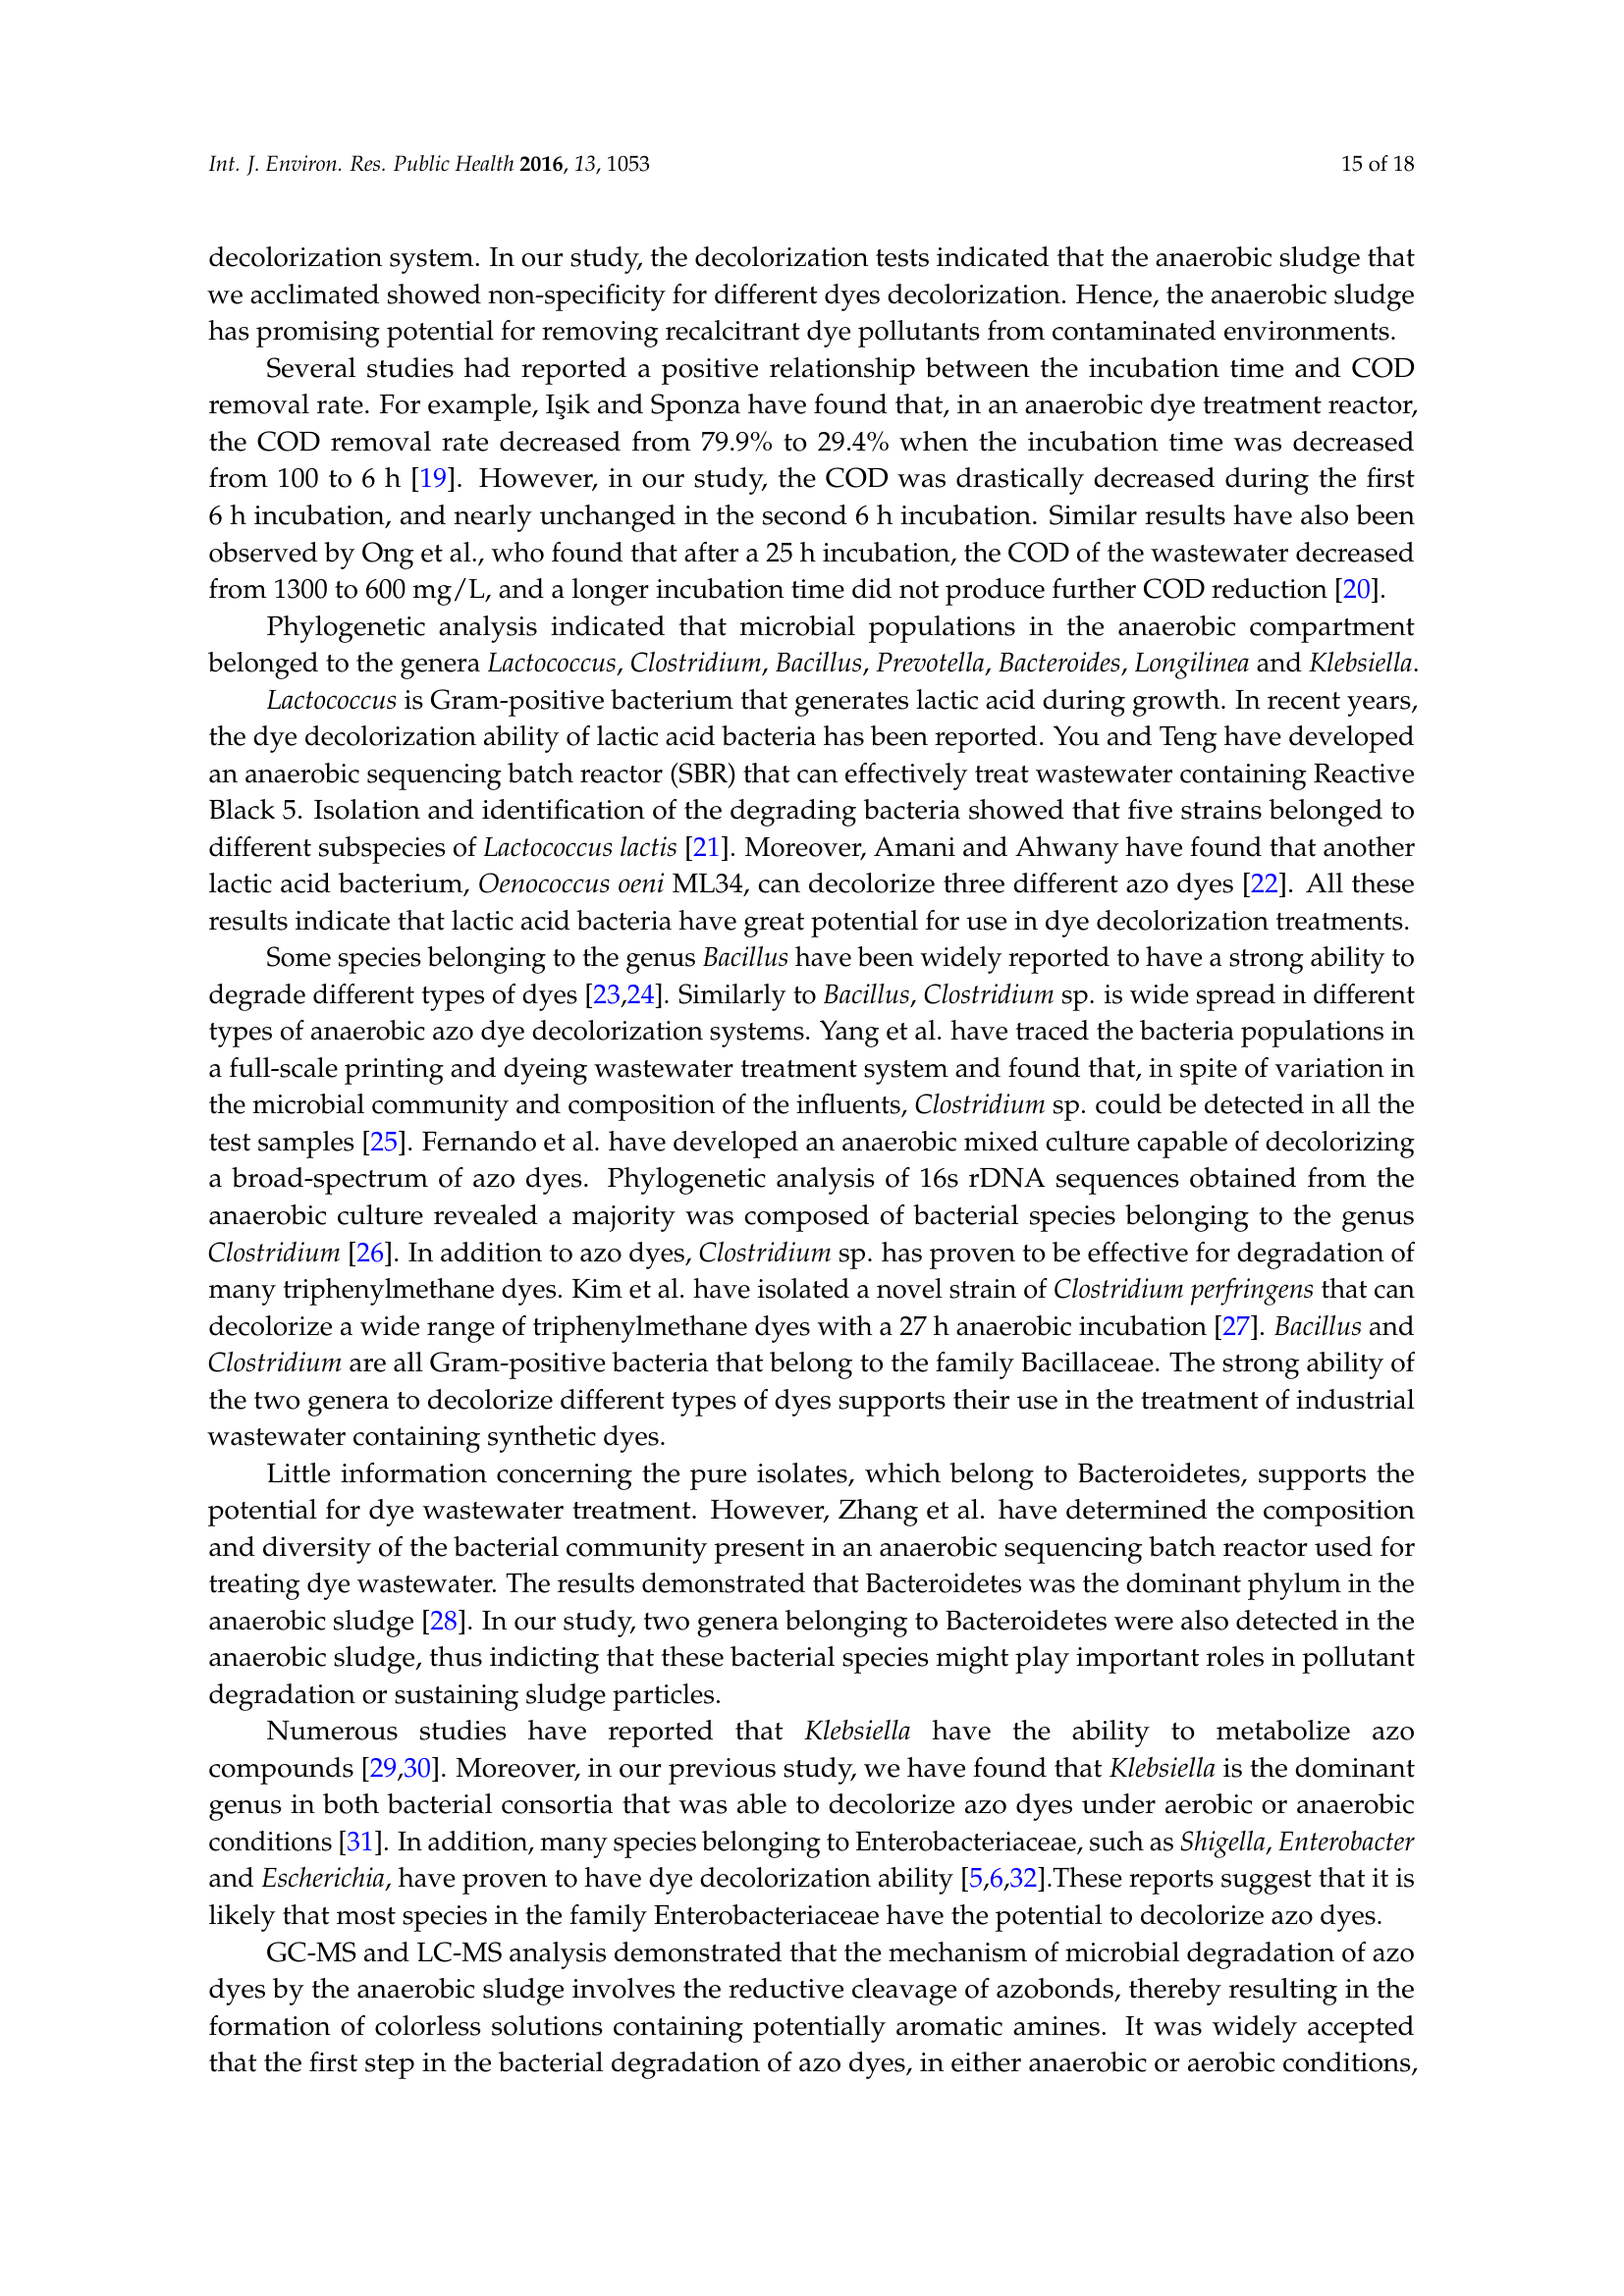 Int. J. Environ. Res. Public Health 2016, 13, 1053 15 of 18
decolorization system. In our study, the decolorization tests indicated that the anaerobic sludge that
we acclimated showed non-specificity for different dyes decolorization. Hence, the anaerobic sludge
has promising potential for removing recalcitrant dye pollutants from contaminated environments.
Several studies had reported a positive relationship between the incubation time and COD
removal rate. For example, Işik and Sponza have found that, in an anaerobic dye treatment reactor,
the COD removal rate decreased from 79.9% to 29.4% when the incubation time was decreased
from 100 to 6 h [19]. However, in our study, the COD was drastically decreased during the first
6 h incubation, and nearly unchanged in the second 6 h incubation. Similar results have also been
observed by Ong et al., who found that after a 25 h incubation, the COD of the wastewater decreased
from 1300 to 600 mg/L, and a longer incubation time did not produce further COD reduction [20].
Phylogenetic analysis indicated that microbial populations in the anaerobic compartment
belonged to the genera Lactococcus, Clostridium, Bacillus, Prevotella, Bacteroides, Longilinea and Klebsiella.
Lactococcus is Gram-positive bacterium that generates lactic acid during growth. In recent years,
the dye decolorization ability of lactic acid bacteria has been reported. You and Teng have developed
an anaerobic sequencing batch reactor (SBR) that can effectively treat wastewater containing Reactive
Black 5. Isolation and identification of the degrading bacteria showed that five strains belonged to
different subspecies of Lactococcus lactis [21]. Moreover, Amani and Ahwany have found that another
lactic acid bacterium, Oenococcus oeni ML34, can decolorize three different azo dyes [22]. All these
results indicate that lactic acid bacteria have great potential for use in dye decolorization treatments.
Some species belonging to the genus Bacillus have been widely reported to have a strong ability to
degrade different types of dyes [23,24]. Similarly to Bacillus, Clostridium sp. is wide spread in different
types of anaerobic azo dye decolorization systems. Yang et al. have traced the bacteria populations in
a full-scale printing and dyeing wastewater treatment system and found that, in spite of variation in
the microbial community and composition of the influents, Clostridium sp. could be detected in all the
test samples [25]. Fernando et al. have developed an anaerobic mixed culture capable of decolorizing
a broad-spectrum of azo dyes. Phylogenetic analysis of 16s rDNA sequences obtained from the
anaerobic culture revealed a majority was composed of bacterial species belonging to the genus
Clostridium [26]. In addition to azo dyes, Clostridium sp. has proven to be effective for degradation of
many triphenylmethane dyes. Kim et al. have isolated a novel strain of Clostridium perfringens that can
decolorize a wide range of triphenylmethane dyes with a 27 h anaerobic incubation [27]. Bacillus and
Clostridium are all Gram-positive bacteria that belong to the family Bacillaceae. The strong ability of
the two genera to decolorize different types of dyes supports their use in the treatment of industrial
wastewater containing synthetic dyes.
Little information concerning the pure isolates, which belong to Bacteroidetes, supports the
potential for dye wastewater treatment. However, Zhang et al. have determined the composition
and diversity of the bacterial community present in an anaerobic sequencing batch reactor used for
treating dye wastewater. The results demonstrated that Bacteroidetes was the dominant phylum in the
anaerobic sludge [28]. In our study, two genera belonging to Bacteroidetes were also detected in the
anaerobic sludge, thus indicting that these bacterial species might play important roles in pollutant
degradation or sustaining sludge particles.
Numerous studies have reported that Klebsiella have the ability to metabolize azo
compounds [29,30]. Moreover, in our previous study, we have found that Klebsiella is the dominant
genus in both bacterial consortia that was able to decolorize azo dyes under aerobic or anaerobic
conditions [31]. In addition, many species belonging to Enterobacteriaceae, such as Shigella, Enterobacter
and Escherichia, have proven to have dye decolorization ability [5,6,32].These reports suggest that it is
likely that most species in the family Enterobacteriaceae have the potential to decolorize azo dyes.
GC-MS and LC-MS analysis demonstrated that the mechanism of microbial degradation of azo
dyes by the anaerobic sludge involves the reductive cleavage of azobonds, thereby resulting in the
formation of colorless solutions containing potentially aromatic amines. It was widely accepted
that the first step in the bacterial degradation of azo dyes, in either anaerobic or aerobic conditions,